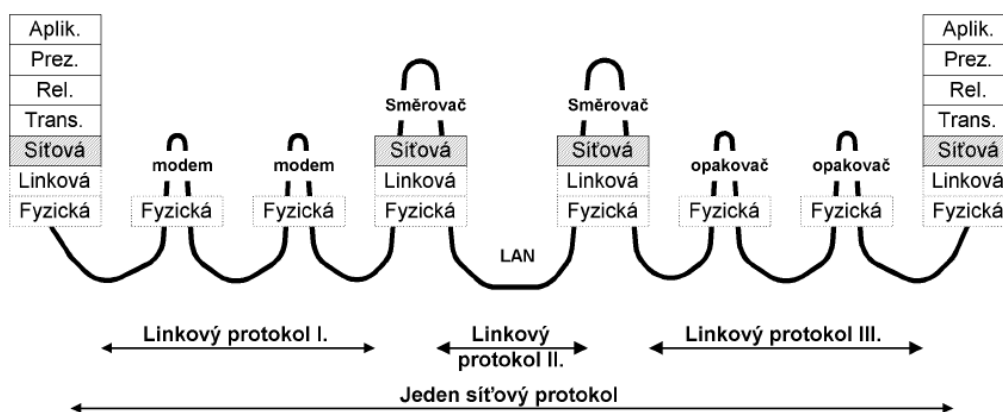 Aplik.
Prez.
Rel.
Trans.
Síťová
Linková
Fyzická
modem
Fyzická
modem
Fyzická
Směrovač
Síťová
Linková
Fyzická
LAN
Směrovač
Síťová
Linková
Fyzická
opakovač
Fyzická
opakovač
Fyzická
Aplik.
Prez.
Rel.
Trans.
Síťová
Linková
Fyzická
Linkový protokol I.
Linkový
protokol II.
Linkový protokol III.
Jeden síťový protokol